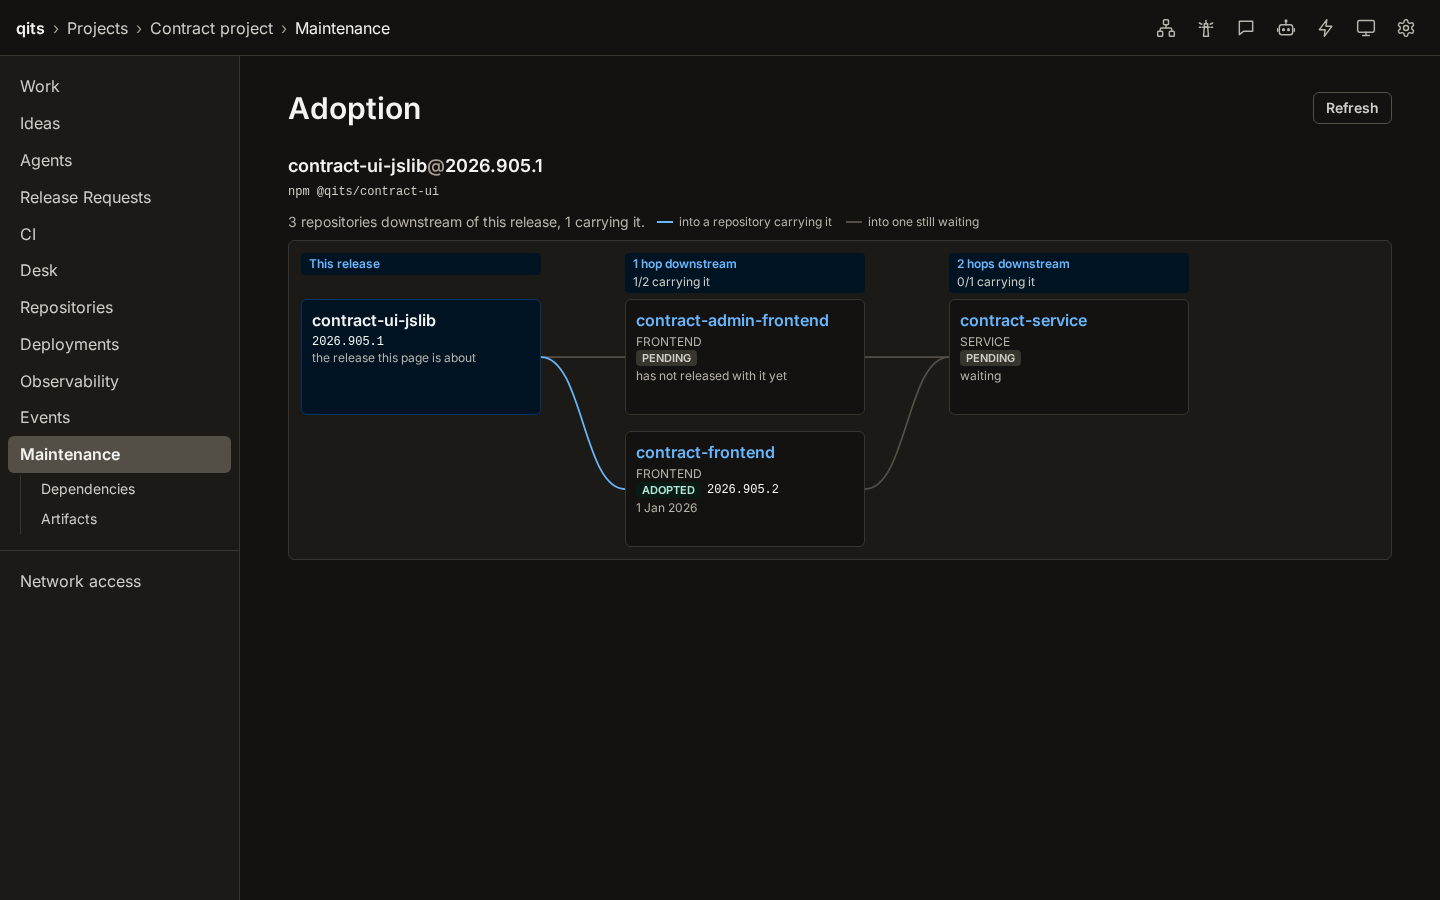 qits › Projects › Contract project › Maintenance
Work
Ideas
Agents
Release Requests
CI
Desk
Repositories
Deployments
Observability
Events
Maintenance
Dependencies
Artifacts
Network access
Adoption
Refresh
contract-ui-jslib@2026.905.1
npm @qits/contract-ui
3 repositories downstream of this release, 1 carrying it. into a repository carrying it into one still waiting
This release
contract-ui-jslib
2026.905.1
the release this page is about
1 hop downstream
1/2 carrying it
contract-admin-frontend
FRONTEND
PENDING
has not released with it yet
contract-frontend
FRONTEND
ADOPTED 2026.905.2
1 Jan 2026
2 hops downstream
0/1 carrying it
contract-service
SERVICE
PENDING
waiting